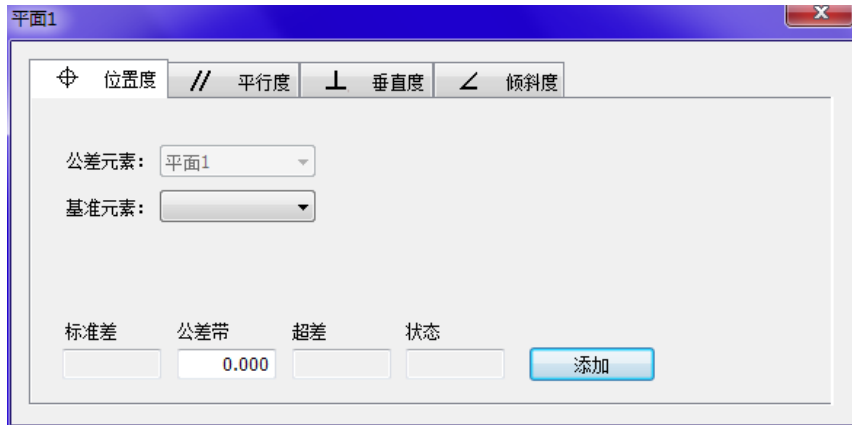 平面1
位置度 平行度 垂直度 倾斜度
公差元素： 平面1
基准元素：
标准差 公差带 超差 状态
0.000 添加